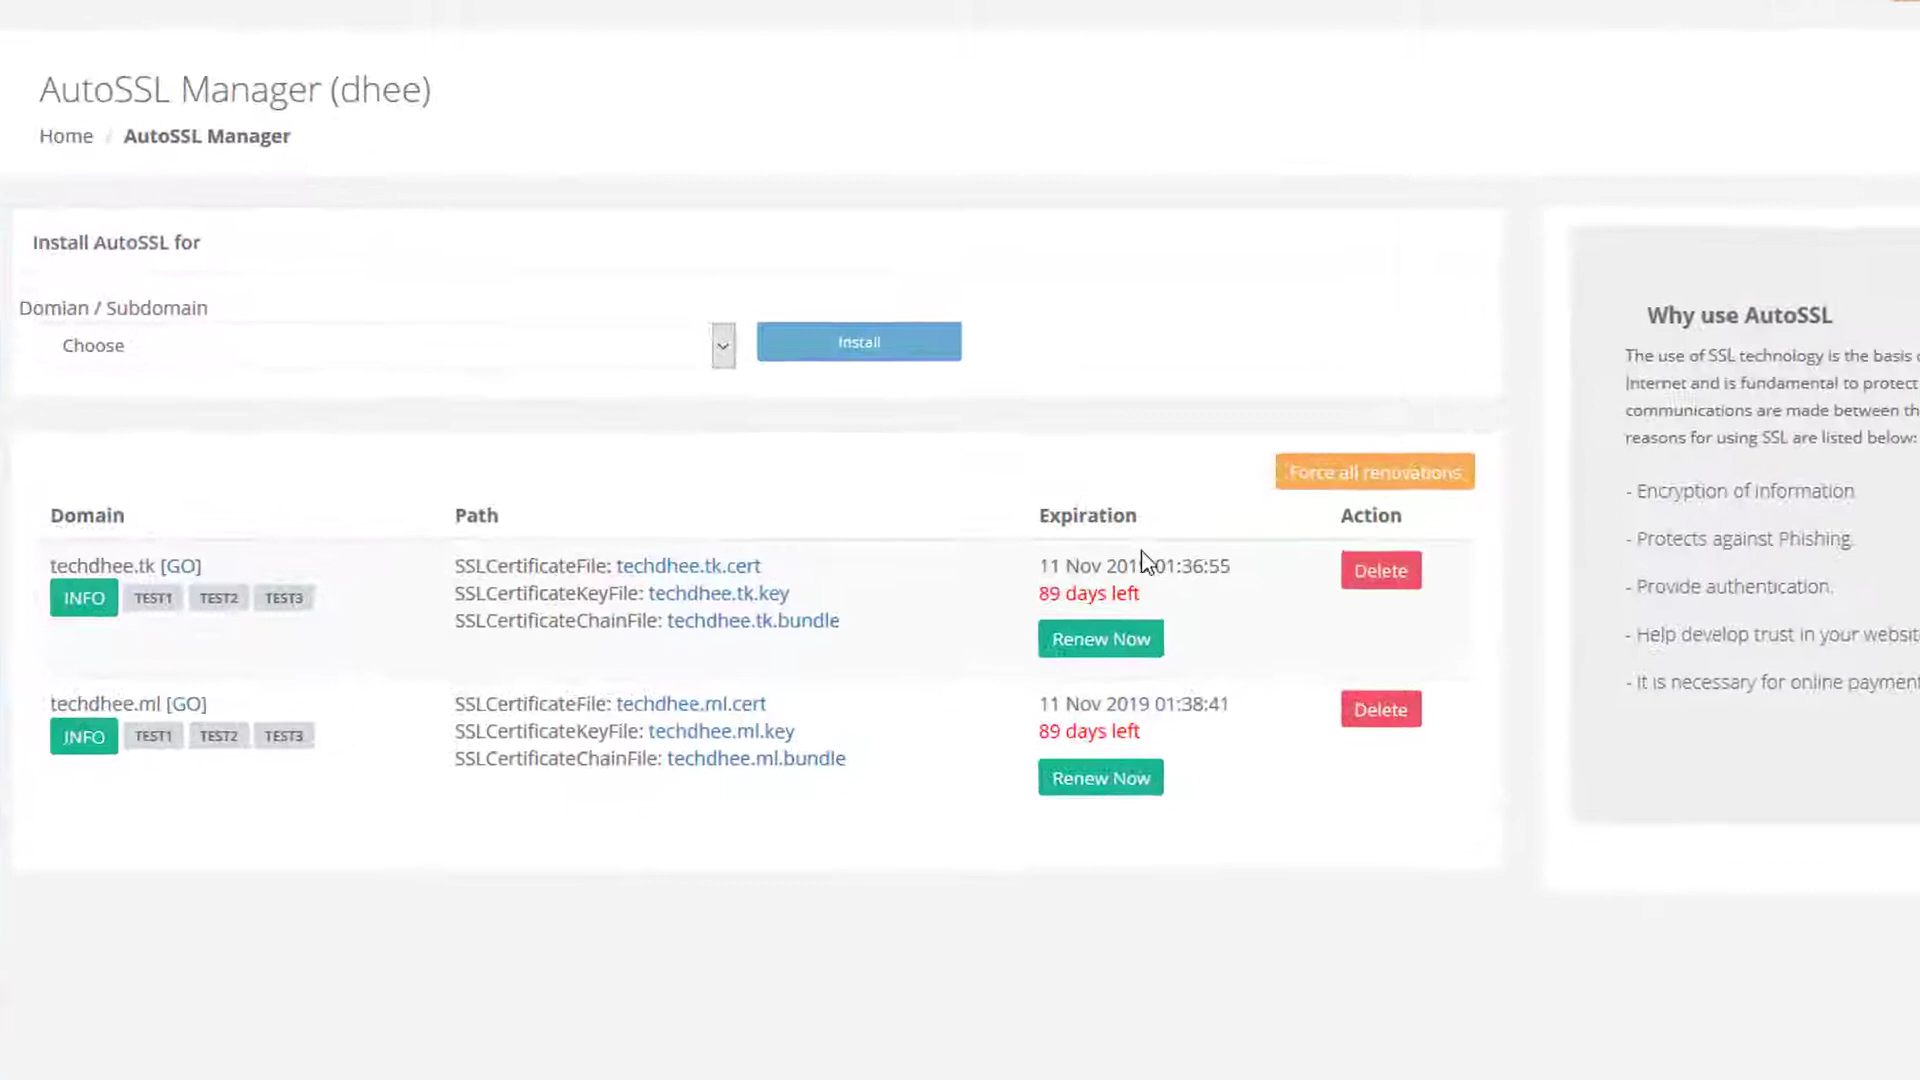 AutoSSL Manager (dhee)
Home / AutoSSL Manager
Install AutoSSL for
Domian / Subdomain
Choose
Install
Force all renovations
Domain Path Expiration Action
techdhee.tk [GO]
INFO TEST1 TEST2 TEST3
SSLCertificateFile: techdhee.tk.cert
SSLCertificateKeyFile: techdhee.tk.key
SSLCertificateChainFile: techdhee.tk.bundle
11 Nov 2019 01:36:55
89 days left
Renew Now
Delete
techdhee.ml [GO]
INFO TEST1 TEST2 TEST3
SSLCertificateFile: techdhee.ml.cert
SSLCertificateKeyFile: techdhee.ml.key
SSLCertificateChainFile: techdhee.ml.bundle
11 Nov 2019 01:38:41
89 days left
Renew Now
Delete
Why use AutoSSL
The use of SSL technology is the basis
Internet and is fundamental to protect
communications are made between
reasons for using SSL are listed below:
- Encryption of information
- Protects against Phishing.
- Provide authentication.
- Help develop trust in your
- It is necessary for online